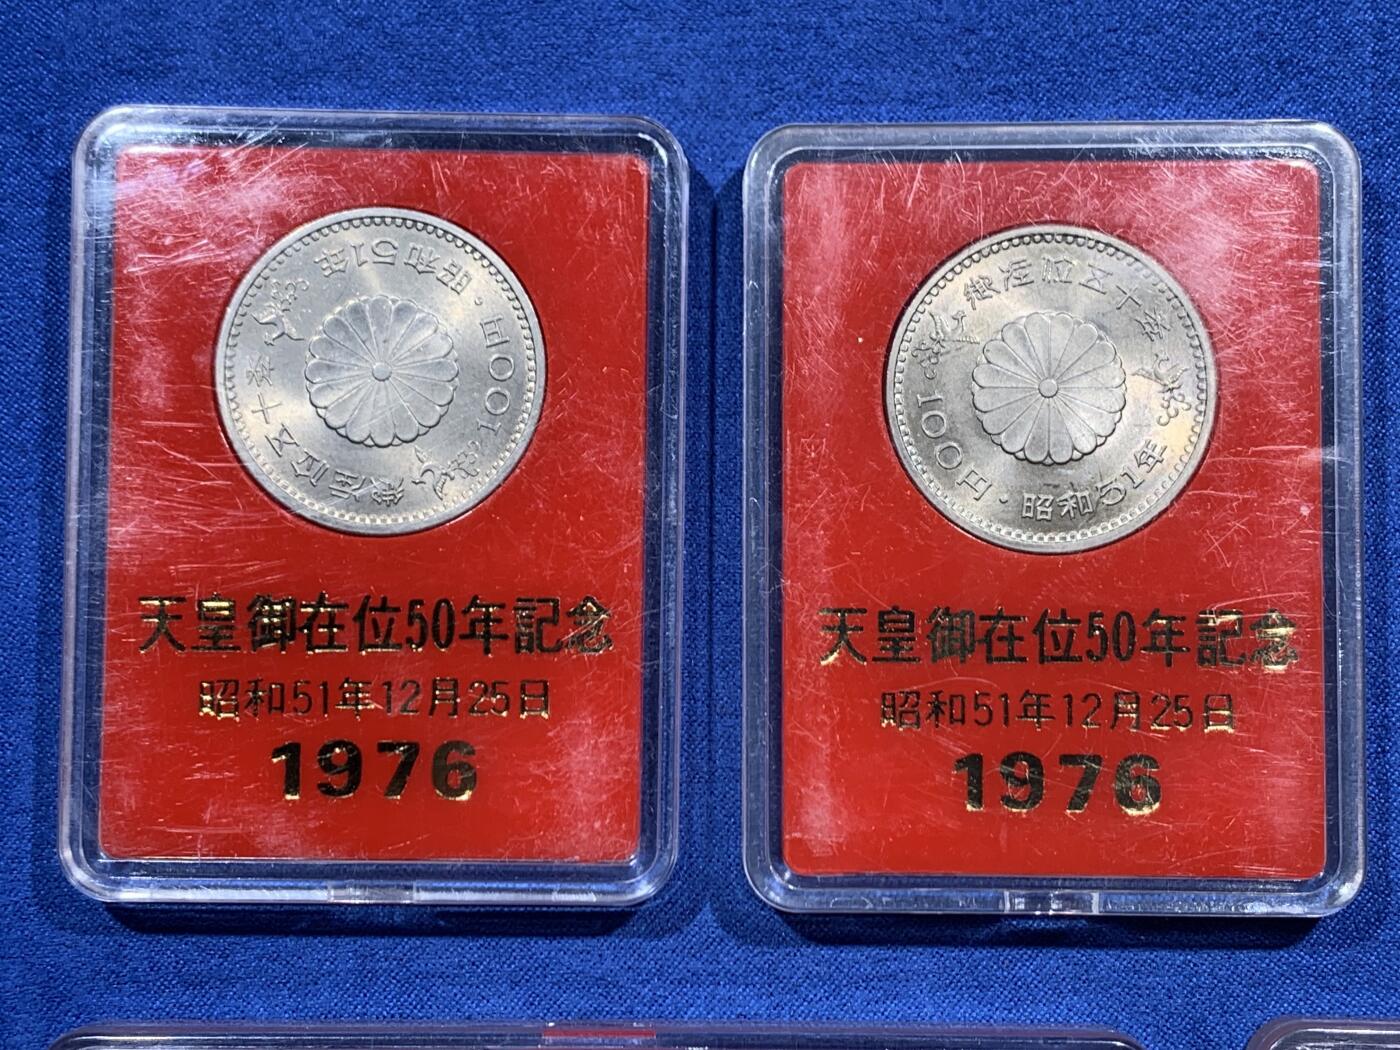 御在位五十年
100円・昭和51年
天皇御在位50年記念
昭和51年12月25日
1976
御在位五十年
100円・昭和51年
天皇御在位50年記念
昭和51年12月25日
1976